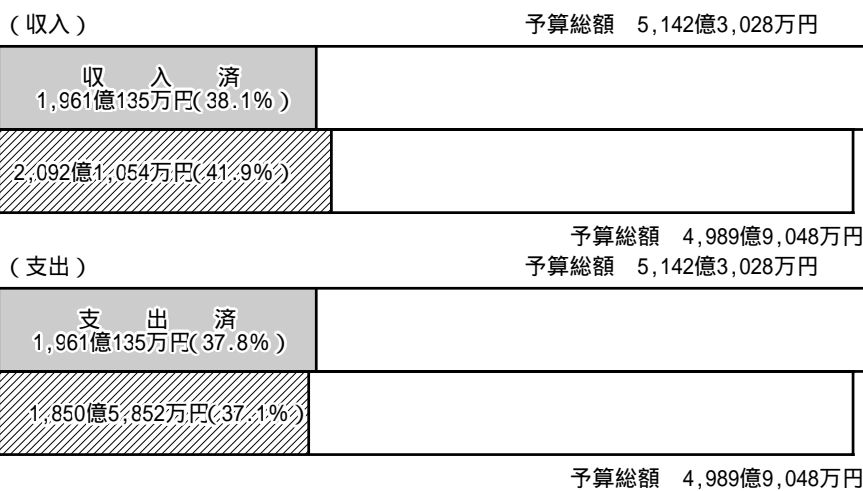 (収入)
予算総額 5,142億3,028万円
収入済
1,961億135万円(38.1%)
2,092億1,054万円(41.9%)
予算総額 4,989億9,048万円
(支出)
予算総額 5,142億3,028万円
支出済
1,961億135万円(37.8%)
1,850億5,852万円(37.1%)
予算総額 4,989億9,048万円